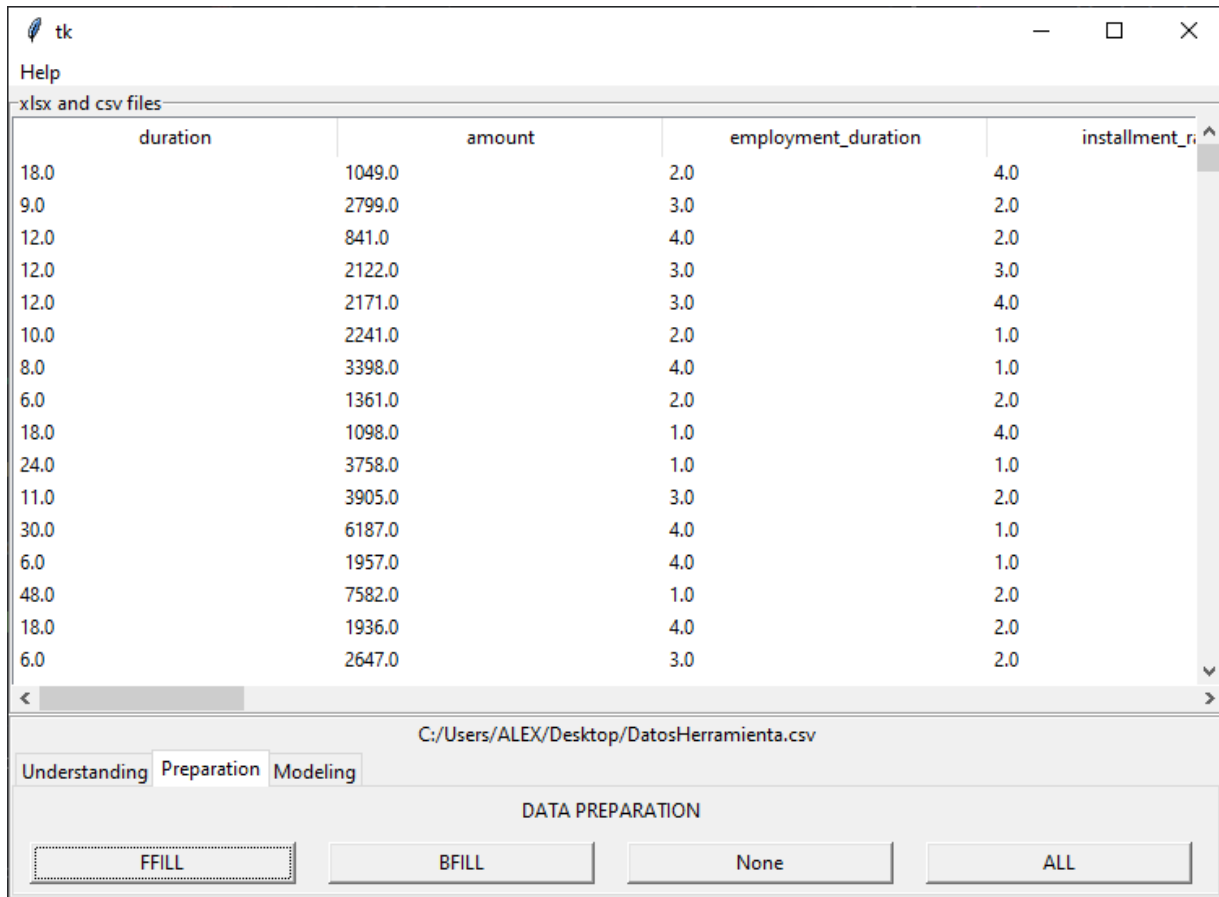 tk
Help
xlsx and csv files
duration amount employment_duration installment_ra
18.0 1049.0 2.0 4.0
9.0 2799.0 3.0 2.0
12.0 841.0 4.0 2.0
12.0 2122.0 3.0 3.0
12.0 2171.0 3.0 4.0
10.0 2241.0 2.0 1.0
8.0 3398.0 4.0 1.0
6.0 1361.0 2.0 2.0
18.0 1098.0 1.0 4.0
24.0 3758.0 1.0 1.0
11.0 3905.0 3.0 2.0
30.0 6187.0 4.0 1.0
6.0 1957.0 4.0 1.0
48.0 7582.0 1.0 2.0
18.0 1936.0 4.0 2.0
6.0 2647.0 3.0 2.0
C:/Users/ALEX/Desktop/DatosHerramienta.csv
Understanding Preparation Modeling
DATA PREPARATION
FFILL BFILL None ALL